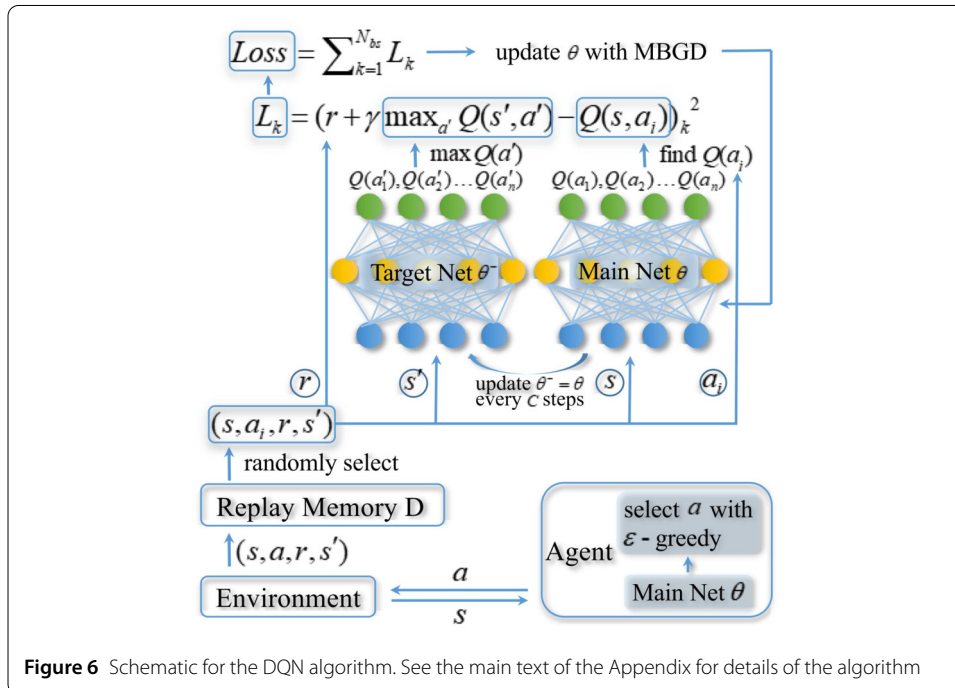 Loss = ∑_{k=1}^{N_{bs}} L_k → update θ with MBGD
L_k = (r + γ max_{a'} Q(s', a') − Q(s, a_i))_k^2
max Q(a') find Q(a_i)
Q(a'_1), Q(a'_2) … Q(a'_n) Q(a_1), Q(a_2) … Q(a_n)
Target Net θ^- Main Net θ
r s' update θ^- = θ s a_i
every C steps
(s, a_i, r, s')
randomly select
Replay Memory D
(s, a, r, s')
Environment
a
s
Agent
select a with
ε - greedy
Main Net θ
Figure 6 Schematic for the DQN algorithm. See the main text of the Appendix for details of the algorithm